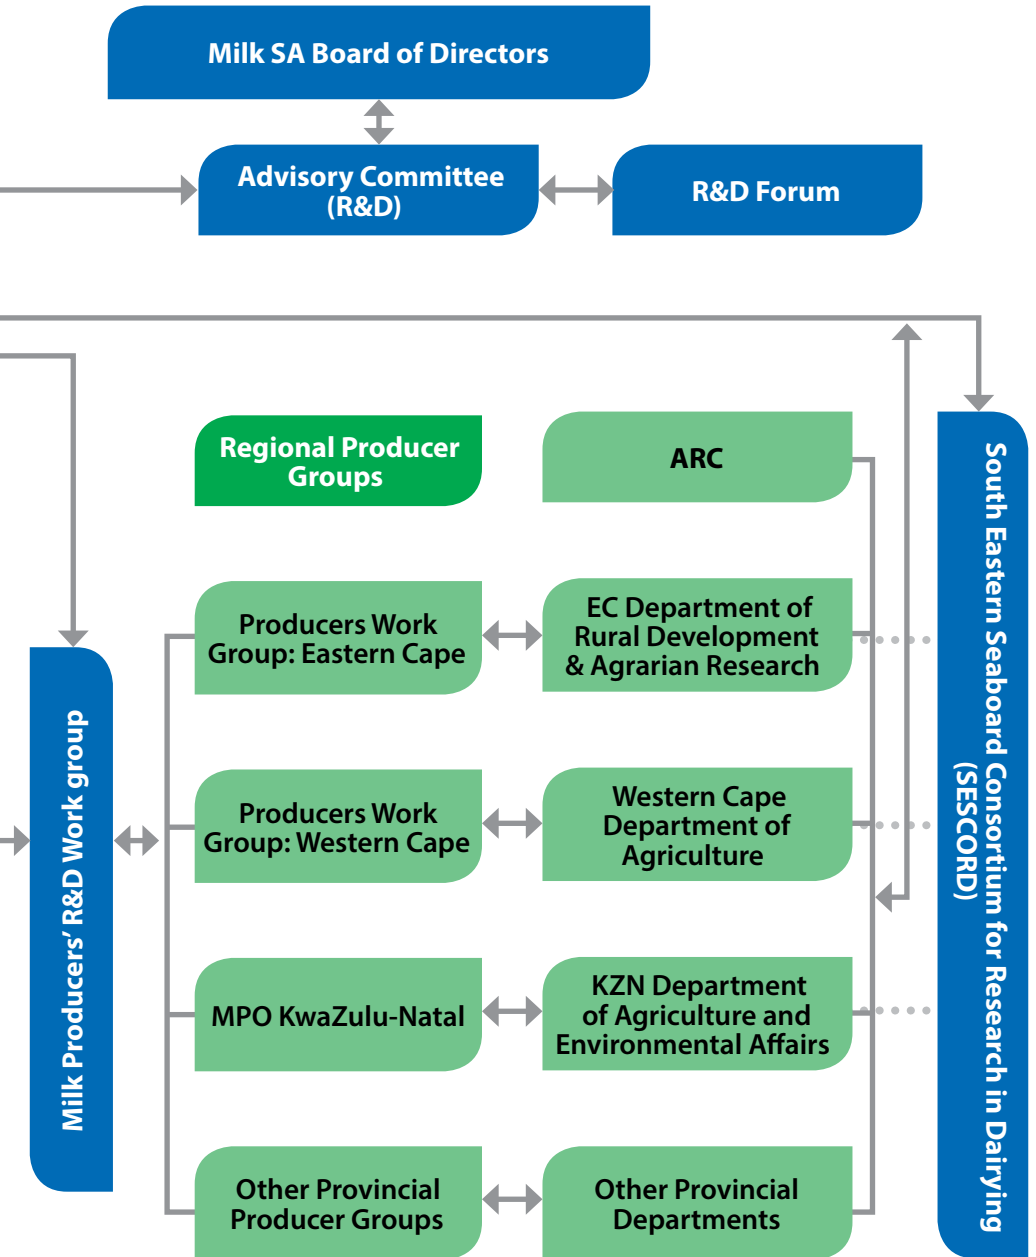 Milk SA Board of Directors
Advisory Committee
(R&D)
R&D Forum
Regional Producer
Groups
ARC
Producers Work
Group: Eastern Cape
EC Department of
Rural Development
& Agrarian Research
Producers Work
Group: Western Cape
Western Cape
Department of
Agriculture
MPO KwaZulu-Natal
KZN Department
of Agriculture and
Environmental Affairs
Other Provincial
Producer Groups
Other Provincial
Departments
Milk Producers’ R&D Work group
South Eastern Seaboard Consortium for Research in Dairying
(SESCORD)